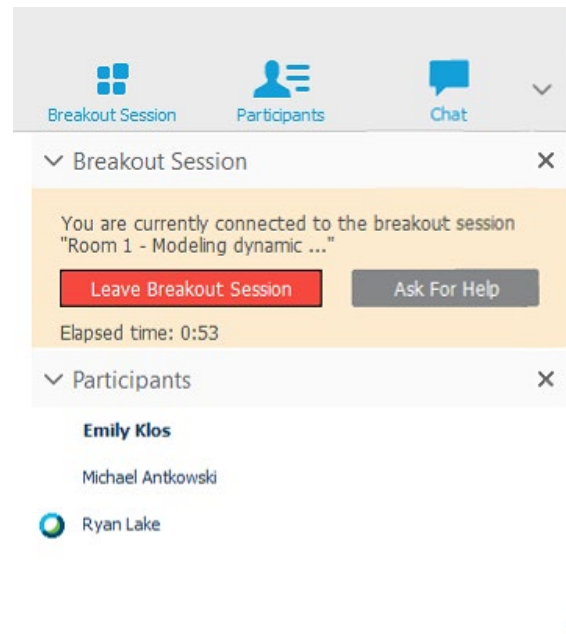 Breakout Session Participants Chat
Breakout Session
You are currently connected to the breakout session
"Room 1 - Modeling dynamic ..."
Leave Breakout Session Ask For Help
Elapsed time: 0:53
Participants
Emily Klos
Michael Antkowski
Ryan Lake